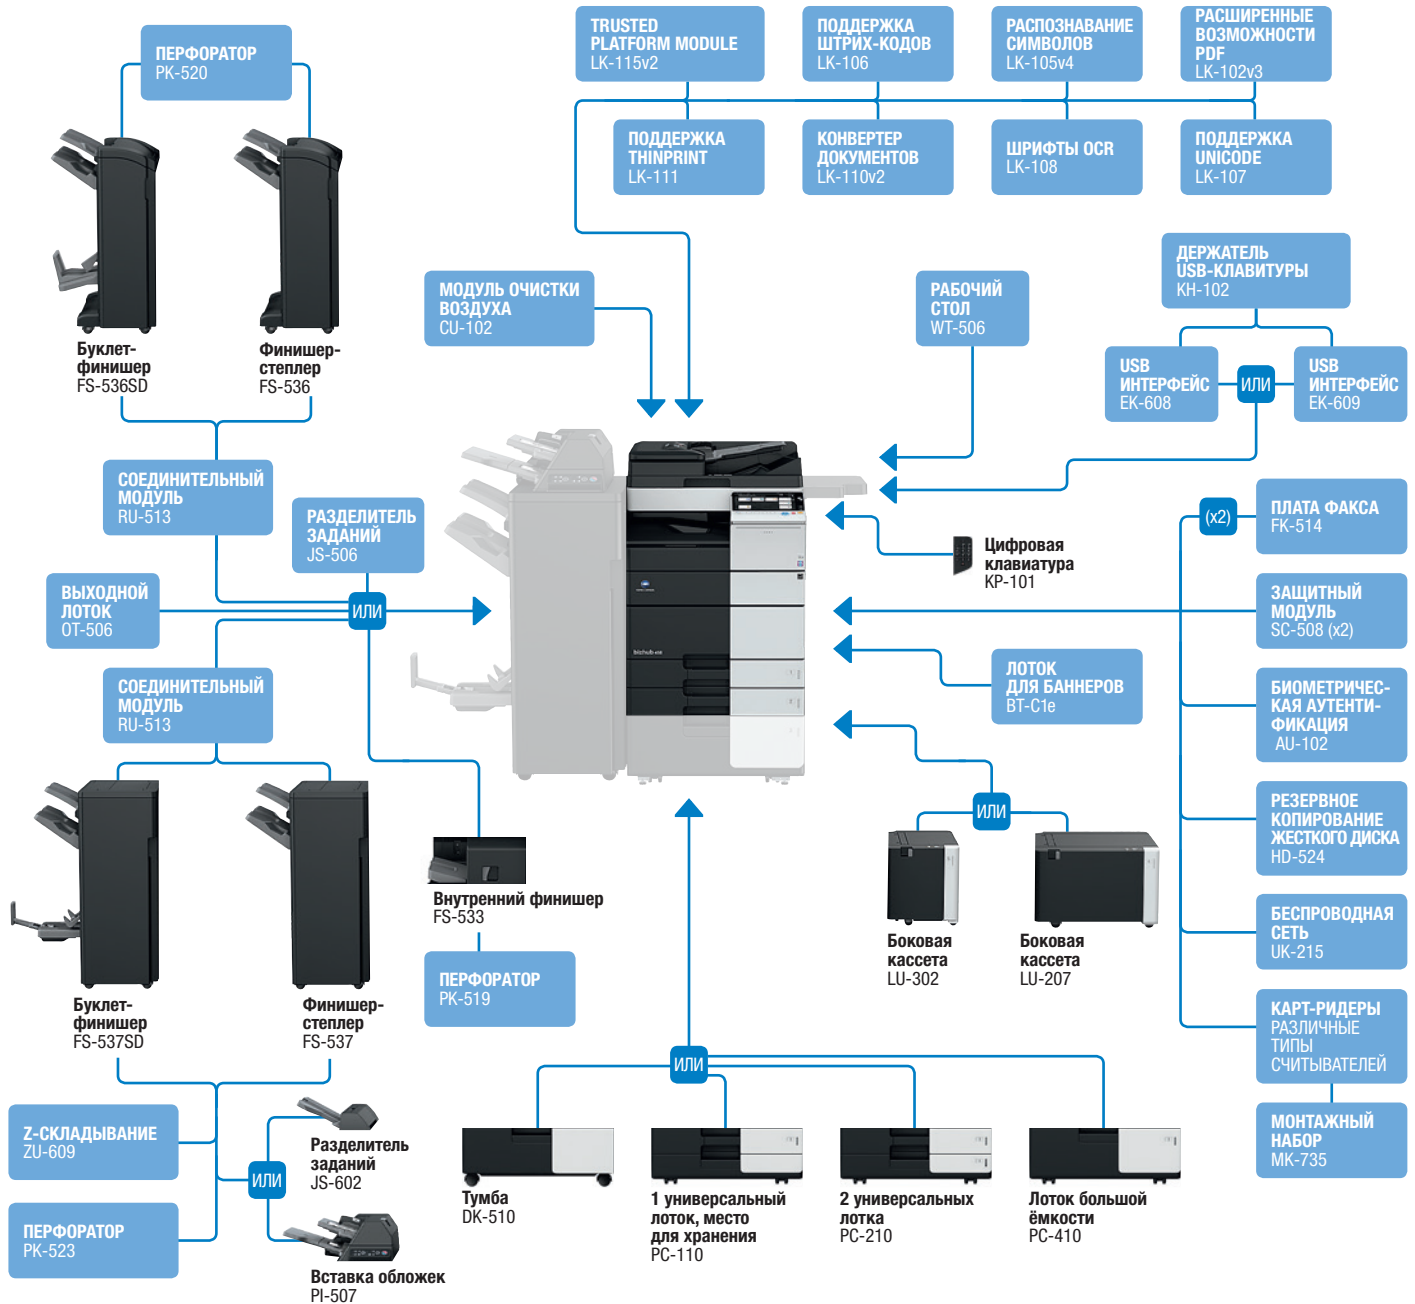 ПЕРФОРАТОР
PK-520
TRUSTED
PLATFORM MODULE
LK-115v2
ПОДДЕРЖКА
ШТРИХ-КОДОВ
LK-106
РАСПОЗНАВАНИЕ
СИМВОЛОВ
LK-105v4
РАСШИРЕННЫЕ
ВОЗМОЖНОСТИ
PDF
LK-102v3
ПОДДЕРЖКА
THINPRINT
LK-111
КОНВЕРТЕР
ДОКУМЕНТОВ
LK-110v2
ШРИФТЫ OCR
LK-108
ПОДДЕРЖКА
UNICODE
LK-107
МОДУЛЬ ОЧИСТКИ
ВОЗДУХА
CU-102
РАБОЧИЙ
СТОЛ
WT-506
ДЕРЖАТЕЛЬ
USB-КЛАВИТУРЫ
KH-102
USB
ИНТЕРФЕЙС
EK-608
ИЛИ
USB
ИНТЕРФЕЙС
EK-609
Буклет-
финишер
FS-536SD
Финишер-
степлер
FS-536
СОЕДИНИТЕЛЬНЫЙ
МОДУЛЬ
RU-513
РАЗДЕЛИТЕЛЬ
ЗАДАНИЙ
JS-506
ВЫХОДНОЙ
ЛОТОК
OT-506
ИЛИ
СОЕДИНИТЕЛЬНЫЙ
МОДУЛЬ
RU-513
bizhub
Цифровая
клавиатура
KP-101
(x2)
ПЛАТА ФАКСА
FK-514
ЗАЩИТНЫЙ
МОДУЛЬ
SC-508 (x2)
ЛОТОК
ДЛЯ БАННЕРОВ
BT-C1e
БИОМЕТРИЧЕС-
КАЯ АУТЕНТИ-
ФИКАЦИЯ
AU-102
РЕЗЕРВНОЕ
КОПИРОВАНИЕ
ЖЕСТКОГО ДИСКА
HD-524
БЕСПРОВОДНАЯ
СЕТЬ
UK-215
КАРТ-РИДЕРЫ
РАЗЛИЧНЫЕ
ТИПЫ
СЧИТЫВАТЕЛЕЙ
МОНТАЖНЫЙ
НАБОР
MK-735
ИЛИ
Боковая
кассета
LU-302
Боковая
кассета
LU-207
Внутренний финишер
FS-533
ПЕРФОРАТОР
PK-519
Буклет-
финишер
FS-537SD
Финишер-
степлер
FS-537
Z-СКЛАДЫВАНИЕ
ZU-609
ПЕРФОРАТОР
PK-523
ИЛИ
Разделитель
заданий
JS-602
Вставка обложек
PI-507
ИЛИ
Тумба
DK-510
1 универсальный
лоток, место
для хранения
PC-110
2 универсальных
лотка
PC-210
Лоток большой
ёмкости
PC-410